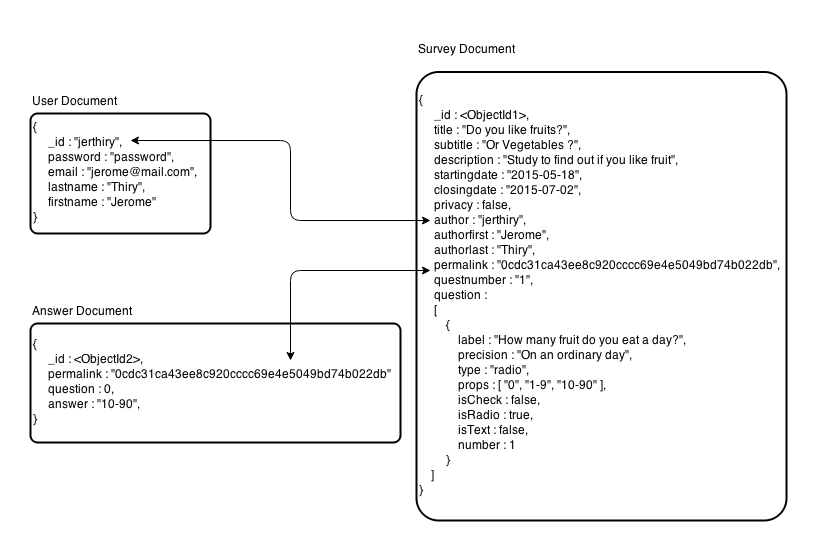 User Document
{
_id : "jerthiry",
password : "password",
email : "jerome@mail.com",
lastname : "Thiry",
firstname : "Jerome"
}
Answer Document
{
_id : <ObjectId2>,
permalink : "0cdc31ca43ee8c920cccc69e4e5049bd74b022db"
question : 0,
answer : "10-90",
}
Survey Document
{
_id : <ObjectId1>,
title : "Do you like fruits?",
subtitle : "Or Vegetables ?",
description : "Study to find out if you like fruit",
startingdate : "2015-05-18",
closingdate : "2015-07-02",
privacy : false,
author : "jerthiry",
authorfirst : "Jerome",
authorlast : "Thiry",
permalink : "0cdc31ca43ee8c920cccc69e4e5049bd74b022db",
questnumber : "1",
question :
[
{
label : "How many fruit do you eat a day?",
precision : "On an ordinary day",
type : "radio",
props : [ "0", "1-9", "10-90" ],
isCheck : false,
isRadio : true,
isText : false,
number : 1
}
]
}